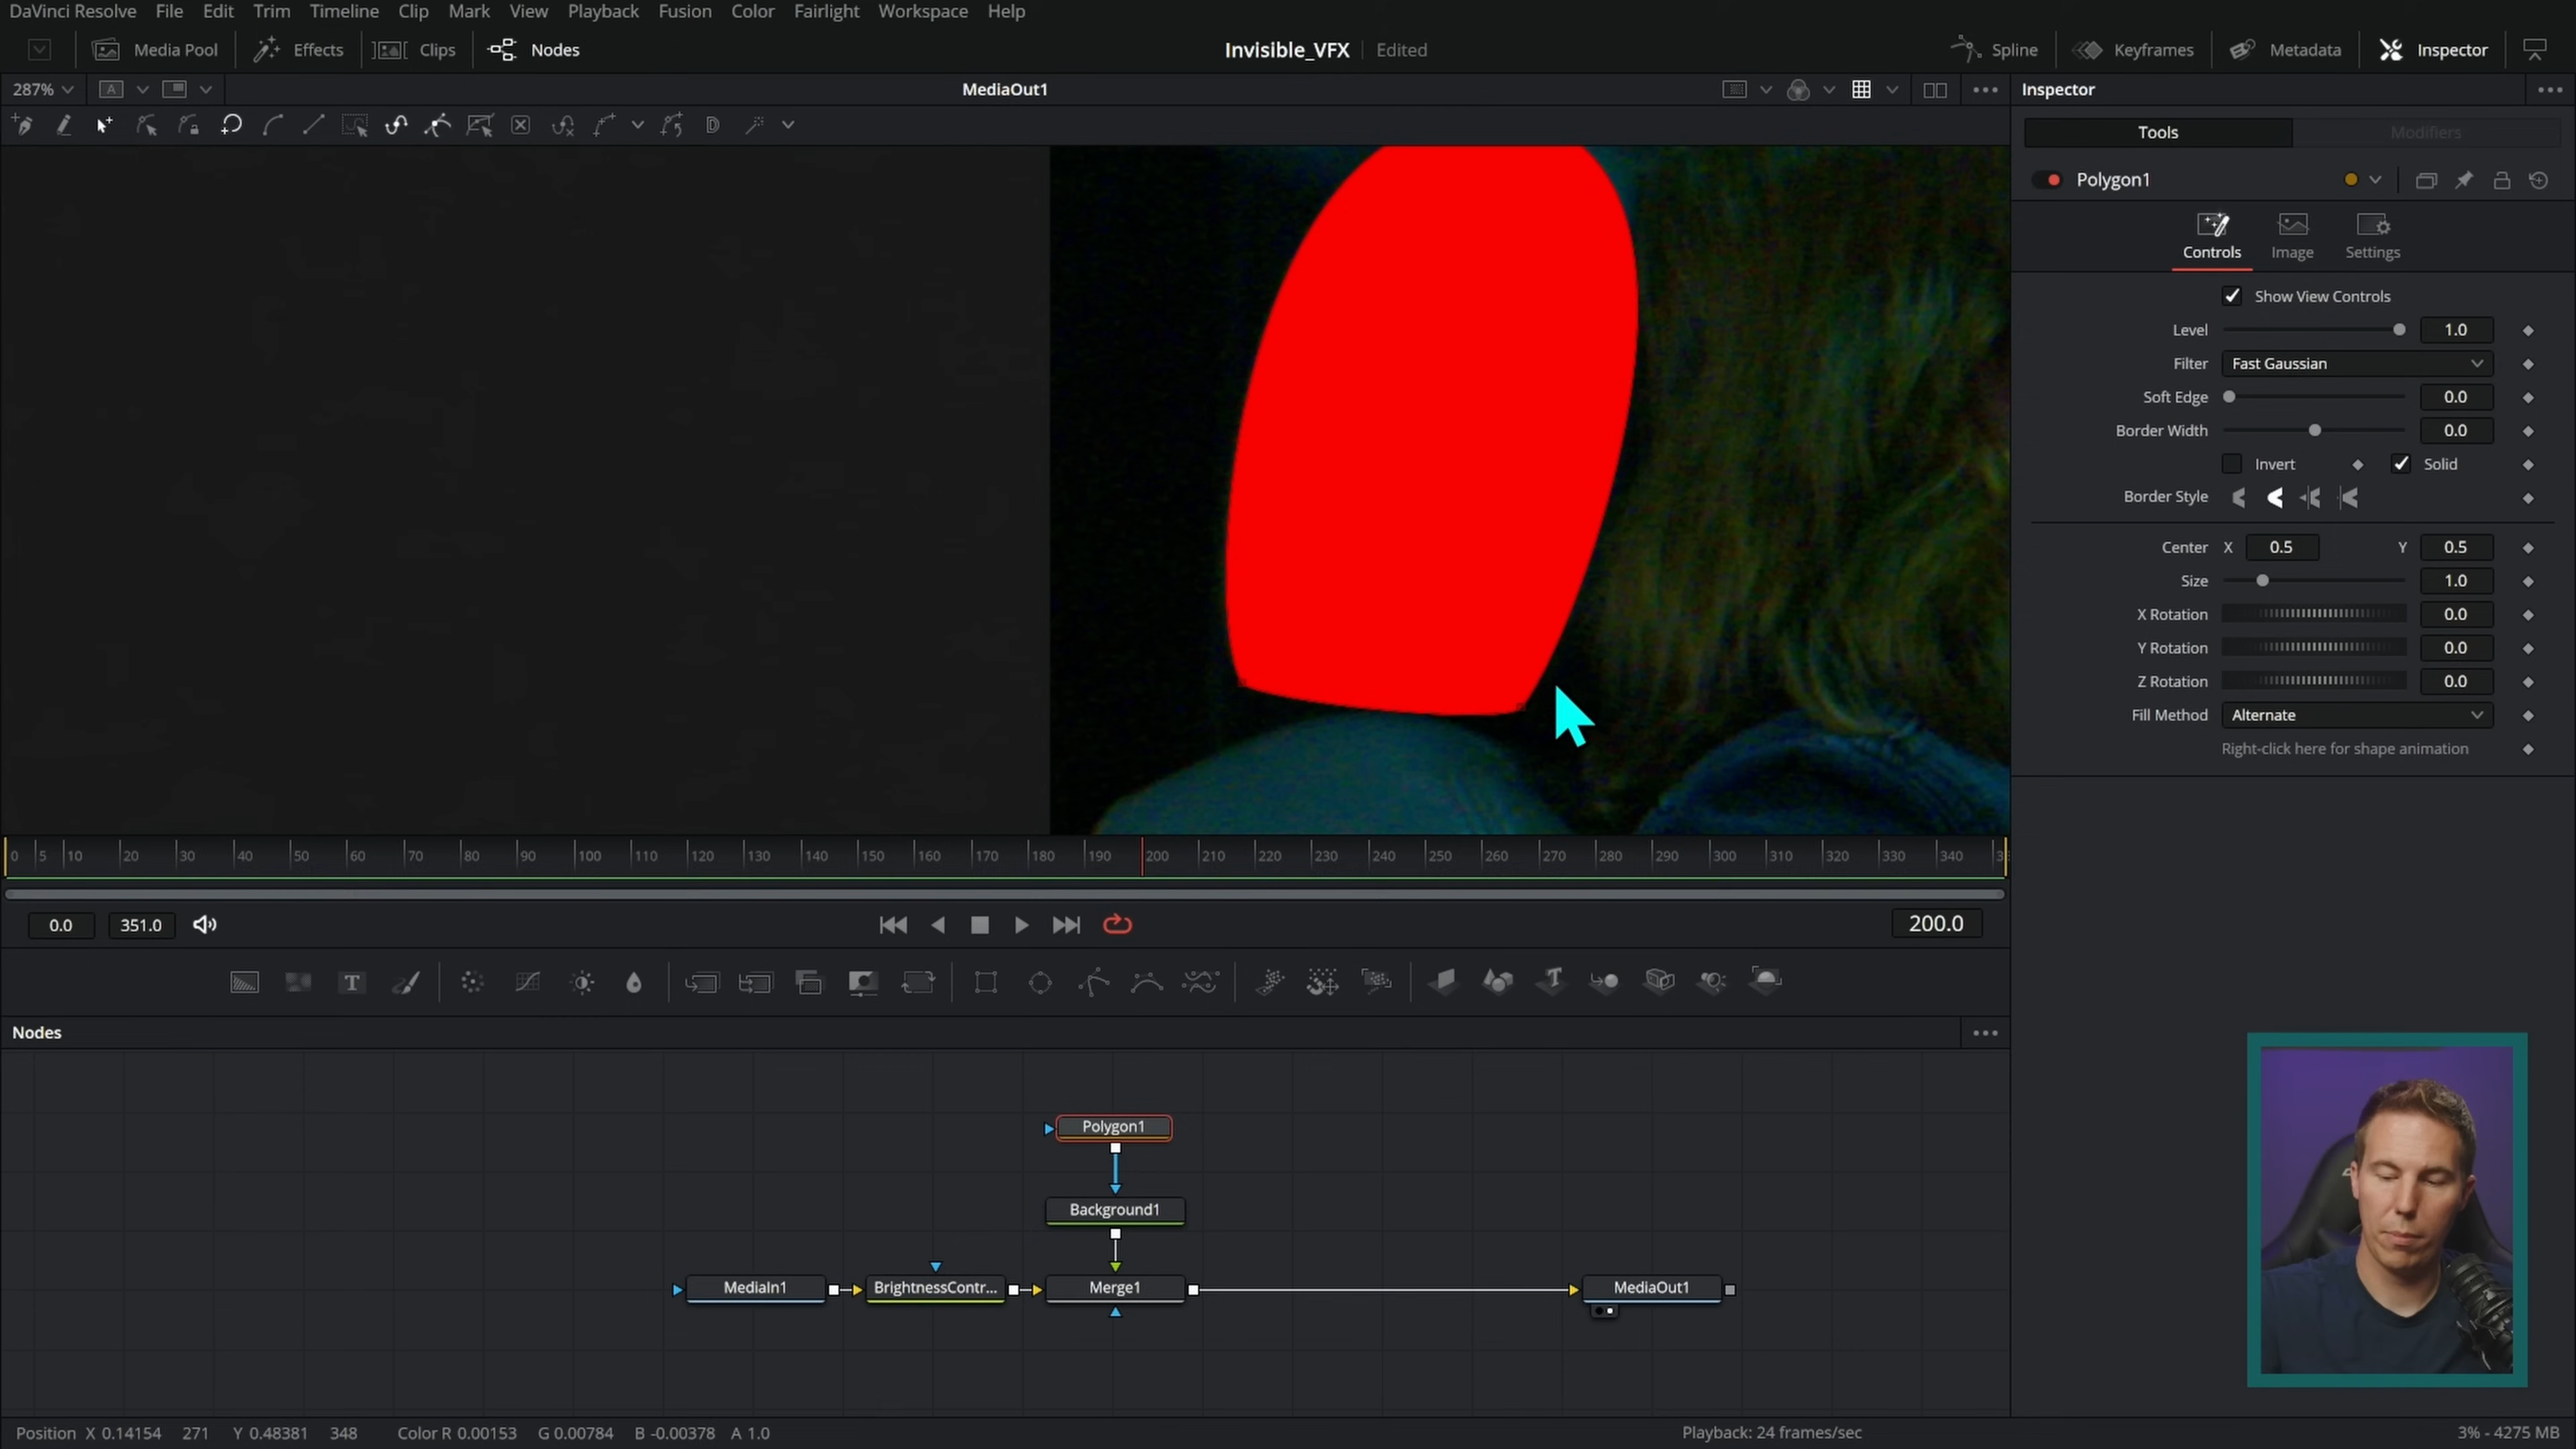 DaVinci Resolve File Edit Trim Timeline Clip Mark View Playback Fusion Color Fairlight Workspace Help
Media Pool Effects Clips Nodes Invisible_VFX Edited Spline Keyframes Metadata Inspector
287% A MediaOut1 Inspector
Tools Modifiers
Polygon1
Controls Image Settings
Show View Controls
Level 1.0
Filter Fast Gaussian
Soft Edge 0.0
Border Width 0.0
Invert Solid
Border Style
Center X 0.5 Y 0.5
Size 1.0
X Rotation 0.0
Y Rotation 0.0
Z Rotation 0.0
Fill Method Alternate
Right-click here for shape animation
0 5 10 20 30 40 50 60 70 80 90 100 110 120 130 140 150 160 170 180 190 200 210 220 230 240 250 260 270 280 290 300 310 320 330 340
0.0 351.0 200.0
Nodes
Polygon1
Background1
MediaIn1 BrightnessContr... Merge1 MediaOut1
Position X 0.14154 271 Y 0.48381 348 Color R 0.00153 G 0.00784 B -0.00378 A 1.0 Playback: 24 frames/sec 3% - 4275 MB